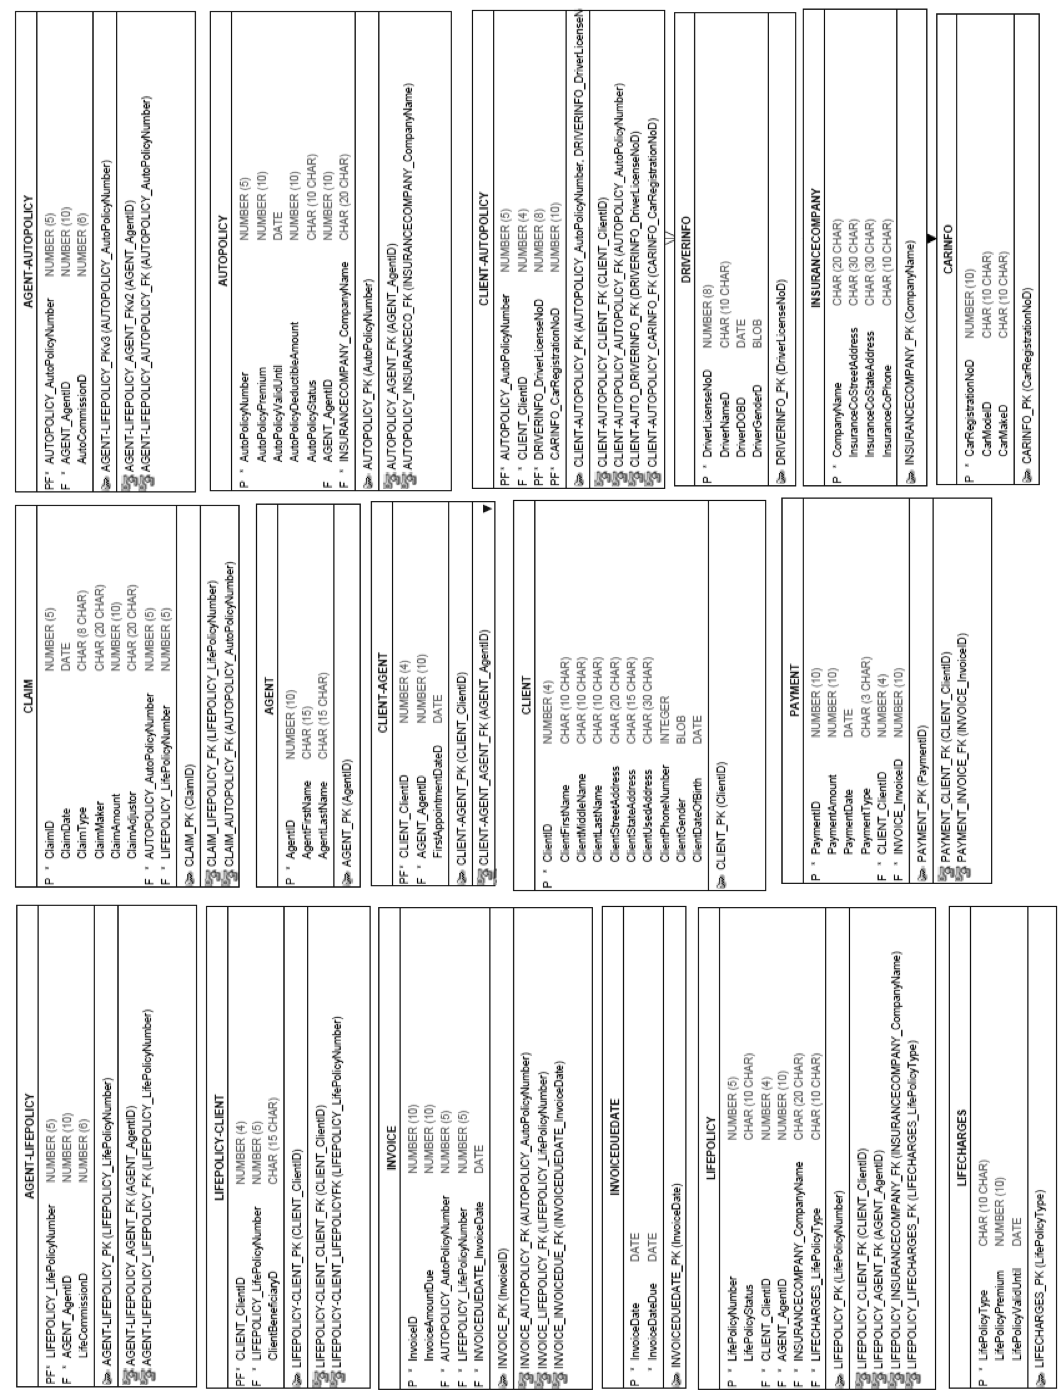 AGENT-LIFEPOLICY
PF* LIFEPOLICY_LifePolicyNumber NUMBER (5)
F * AGENT_AgentID NUMBER (10)
LifeCommissionD NUMBER (6)
AGENT-LIFEPOLICY_PK (LIFEPOLICY_LifePolicyNumber)
AGENT-LIFEPOLICY_AGENT_FK (AGENT_AgentID)
AGENT-LIFEPOLICY_LIFEPOLICY_FK (LIFEPOLICY_LifePolicyNumber)
LIFEPOLICY-CLIENT
PF* CLIENT_ClientID NUMBER (4)
F * LIFEPOLICY_LifePolicyNumber NUMBER (5)
ClientBeneficiaryD CHAR (15 CHAR)
LIFEPOLICY-CLIENT_PK (CLIENT_ClientID)
LIFEPOLICY-CLIENT_CLIENT_FK (CLIENT_ClientID)
LIFEPOLICY-CLIENT_LIFEPOLICYFK (LIFEPOLICY_LifePolicyNumber)
INVOICE
P * InvoiceID NUMBER (10)
InvoiceAmountDue NUMBER (10)
F * AUTOPOLICY_AutoPolicyNumber NUMBER (5)
F * LIFEPOLICY_LifePolicyNumber NUMBER (5)
F * INVOICEDUEDATE_InvoiceDate DATE
INVOICE_PK (InvoiceID)
INVOICE_AUTOPOLICY_FK (AUTOPOLICY_AutoPolicyNumber)
INVOICE_LIFEPOLICY_FK (LIFEPOLICY_LifePolicyNumber)
INVOICE_INVOICEDUE_FK (INVOICEDUEDATE_InvoiceDate)
INVOICEDUEDATE
P * InvoiceDate DATE
* InvoiceDateDue DATE
INVOICEDUEDATE_PK (InvoiceDate)
LIFEPOLICY
P * LifePolicyNumber NUMBER (5)
LifePolicyStatus CHAR (10 CHAR)
F * CLIENT_ClientID NUMBER (4)
F * AGENT_AgentID NUMBER (10)
F * INSURANCECOMPANY_CompanyName CHAR (20 CHAR)
F * LIFECHARGES_LifePolicyType CHAR (10 CHAR)
LIFEPOLICY_PK (LifePolicyNumber)
LIFEPOLICY_CLIENT_FK (CLIENT_ClientID)
LIFEPOLICY_AGENT_FK (AGENT_AgentID)
LIFEPOLICY_INSURANCECOMPANY_FK (INSURANCECOMPANY_CompanyName)
LIFEPOLICY_LIFECHARGES_FK (LIFECHARGES_LifePolicyType)
LIFECHARGES
P * LifePolicyType CHAR (10 CHAR)
LifePolicyPremium NUMBER (10)
LifePolicyValidUntil DATE
LIFECHARGES_PK (LifePolicyType)
CLAIM
P * ClaimID NUMBER (5)
ClaimDate DATE
ClaimType CHAR (8 CHAR)
ClaimMaker CHAR (20 CHAR)
ClaimAmount NUMBER (10)
ClaimAdjustor CHAR (20 CHAR)
F * AUTOPOLICY_AutoPolicyNumber NUMBER (5)
F * LIFEPOLICY_LifePolicyNumber NUMBER (5)
CLAIM_PK (ClaimID)
CLAIM_LIFEPOLICY_FK (LIFEPOLICY_LifePolicyNumber)
CLAIM_AUTOPOLICY_FK (AUTOPOLICY_AutoPolicyNumber)
AGENT
P * AgentID NUMBER (10)
* AgentFirstName CHAR (15)
* AgentLastName CHAR (15 CHAR)
AGENT_PK (AgentID)
CLIENT-AGENT
PF* CLIENT_ClientID NUMBER (4)
F * AGENT_AgentID NUMBER (10)
FirstAppointmentDateD DATE
CLIENT-AGENT_PK (CLIENT_ClientID)
CLIENT-AGENT_AGENT_FK (AGENT_AgentID)
CLIENT
P * ClientID NUMBER (4)
ClientFirstName CHAR (10 CHAR)
ClientMiddleName CHAR (10 CHAR)
ClientLastName CHAR (10 CHAR)
ClientStreetAddress CHAR (20 CHAR)
ClientStateAddress CHAR (15 CHAR)
ClientUsedAddress CHAR (30 CHAR)
ClientPhoneNumber INTEGER
ClientGender BLOB
ClientDateOfBirth DATE
CLIENT_PK (ClientID)
PAYMENT
P * PaymentID NUMBER (10)
PaymentAmount NUMBER (10)
PaymentDate DATE
PaymentType CHAR (3 CHAR)
F * CLIENT_ClientID NUMBER (4)
F * INVOICE_InvoiceID NUMBER (10)
PAYMENT_PK (PaymentID)
PAYMENT_CLIENT_FK (CLIENT_ClientID)
PAYMENT_INVOICE_FK (INVOICE_InvoiceID)
AGENT-AUTOPOLICY
PF* AUTOPOLICY_AutoPolicyNumber NUMBER (5)
F * AGENT_AgentID NUMBER (10)
AutoCommissionD NUMBER (6)
AGENT-LIFEPOLICY_PKv3 (AUTOPOLICY_AutoPolicyNumber)
AGENT-LIFEPOLICY_AGENT_FKv2 (AGENT_AgentID)
AGENT-LIFEPOLICY_AUTOPOLICY_FK (AUTOPOLICY_AutoPolicyNumber)
AUTOPOLICY
P * AutoPolicyNumber NUMBER (5)
AutoPolicyPremium NUMBER (10)
AutoPolicyValidUntil DATE
AutoPolicyDeductibleAmount NUMBER (10)
AutoPolicyStatus CHAR (10 CHAR)
F * AGENT_AgentID NUMBER (10)
F * INSURANCECOMPANY_CompanyName CHAR (20 CHAR)
AUTOPOLICY_PK (AutoPolicyNumber)
AUTOPOLICY_AGENT_FK (AGENT_AgentID)
AUTOPOLICY_INSURANCECO_FK (INSURANCECOMPANY_CompanyName)
CLIENT-AUTOPOLICY
PF* AUTOPOLICY_AutoPolicyNumber NUMBER (5)
F * CLIENT_ClientID NUMBER (4)
PF* DRIVERINFO_DriverLicenseNoD NUMBER (8)
PF* CARINFO_CarRegistrationNoD NUMBER (10)
CLIENT-AUTOPOLICY_PK (AUTOPOLICY_AutoPolicyNumber, DRIVERINFO_DriverLicenseN
CLIENT-AUTOPOLICY_CLIENT_FK (CLIENT_ClientID)
CLIENT-AUTOPOLICY_AUTOPOLICY_FK (AUTOPOLICY_AutoPolicyNumber)
CLIENT-AUTO_DRIVERINFO_FK (DRIVERINFO_DriverLicenseNoD)
CLIENT-AUTOPOLICY_CARINFO_FK (CARINFO_CarRegistrationNoD)
DRIVERINFO
P * DriverLicenseNoD NUMBER (8)
DriverNameD CHAR (10 CHAR)
DriverDOBD DATE
DriverGenderD BLOB
DRIVERINFO_PK (DriverLicenseNoD)
INSURANCECOMPANY
P * CompanyName CHAR (20 CHAR)
InsuranceCoStreetAddress CHAR (30 CHAR)
InsuranceCoStateAddress CHAR (30 CHAR)
InsuranceCoPhone CHAR (10 CHAR)
INSURANCECOMPANY_PK (CompanyName)
CARINFO
P * CarRegistrationNoD NUMBER (10)
CarModelD CHAR (10 CHAR)
CarMakeD CHAR (10 CHAR)
CARINFO_PK (CarRegistrationNoD)